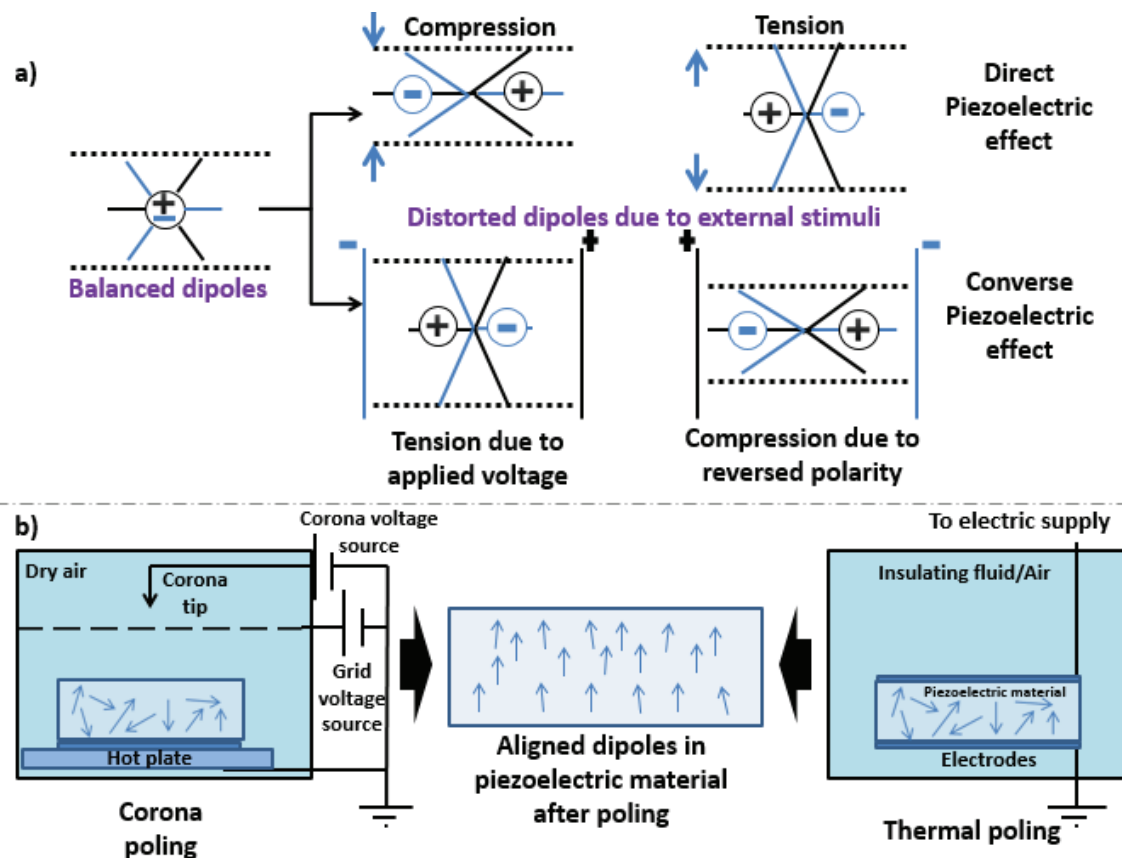 a)
Compression
Tension
Direct
Piezoelectric
effect
-
+
+
-
±
Balanced dipoles
Distorted dipoles due to external stimuli
-
+
+
-
+
-
-
+
Converse
Piezoelectric
effect
Tension due to
applied voltage
Compression due to
reversed polarity
b)
Corona voltage
source
Dry air
Corona
tip
Grid
voltage
source
Hot plate
Corona
poling
Aligned dipoles in
piezoelectric material
after poling
To electric supply
Insulating fluid/Air
Piezoelectric material
Electrodes
Thermal poling